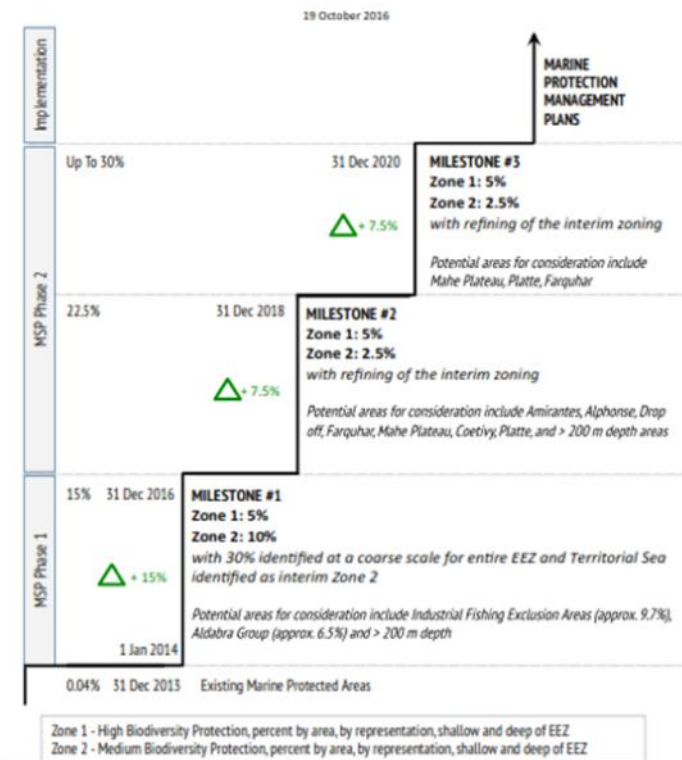 19 October 2016
Implementation
MARINE
PROTECTION
MANAGEMENT
PLANS
MSP Phase 2
Up To 30%
31 Dec 2020
+ 7.5%
MILESTONE #3
Zone 1: 5%
Zone 2: 2.5%
with refining of the interim zoning
Potential areas for consideration include
Mahe Plateau, Platte, Farquhar
22.5%
31 Dec 2018
+ 7.5%
MILESTONE #2
Zone 1: 5%
Zone 2: 2.5%
with refining of the interim zoning
Potential areas for consideration include Amirantes, Alphonse, Drop
off, Farquhar, Mahe Plateau, Coetivy, Platte, and > 200 m depth areas
MSP Phase 1
15%
31 Dec 2016
+ 15%
1 Jan 2014
MILESTONE #1
Zone 1: 5%
Zone 2: 10%
with 30% identified at a coarse scale for entire EEZ and Territorial Sea
identified as interim Zone 2
Potential areas for consideration include Industrial Fishing Exclusion Areas (approx. 9.7%),
Aldabra Group (approx. 6.5%) and > 200 m depth
0.04% 31 Dec 2013 Existing Marine Protected Areas
Zone 1 - High Biodiversity Protection, percent by area, by representation, shallow and deep of EEZ
Zone 2 - Medium Biodiversity Protection, percent by area, by representation, shallow and deep of EEZ